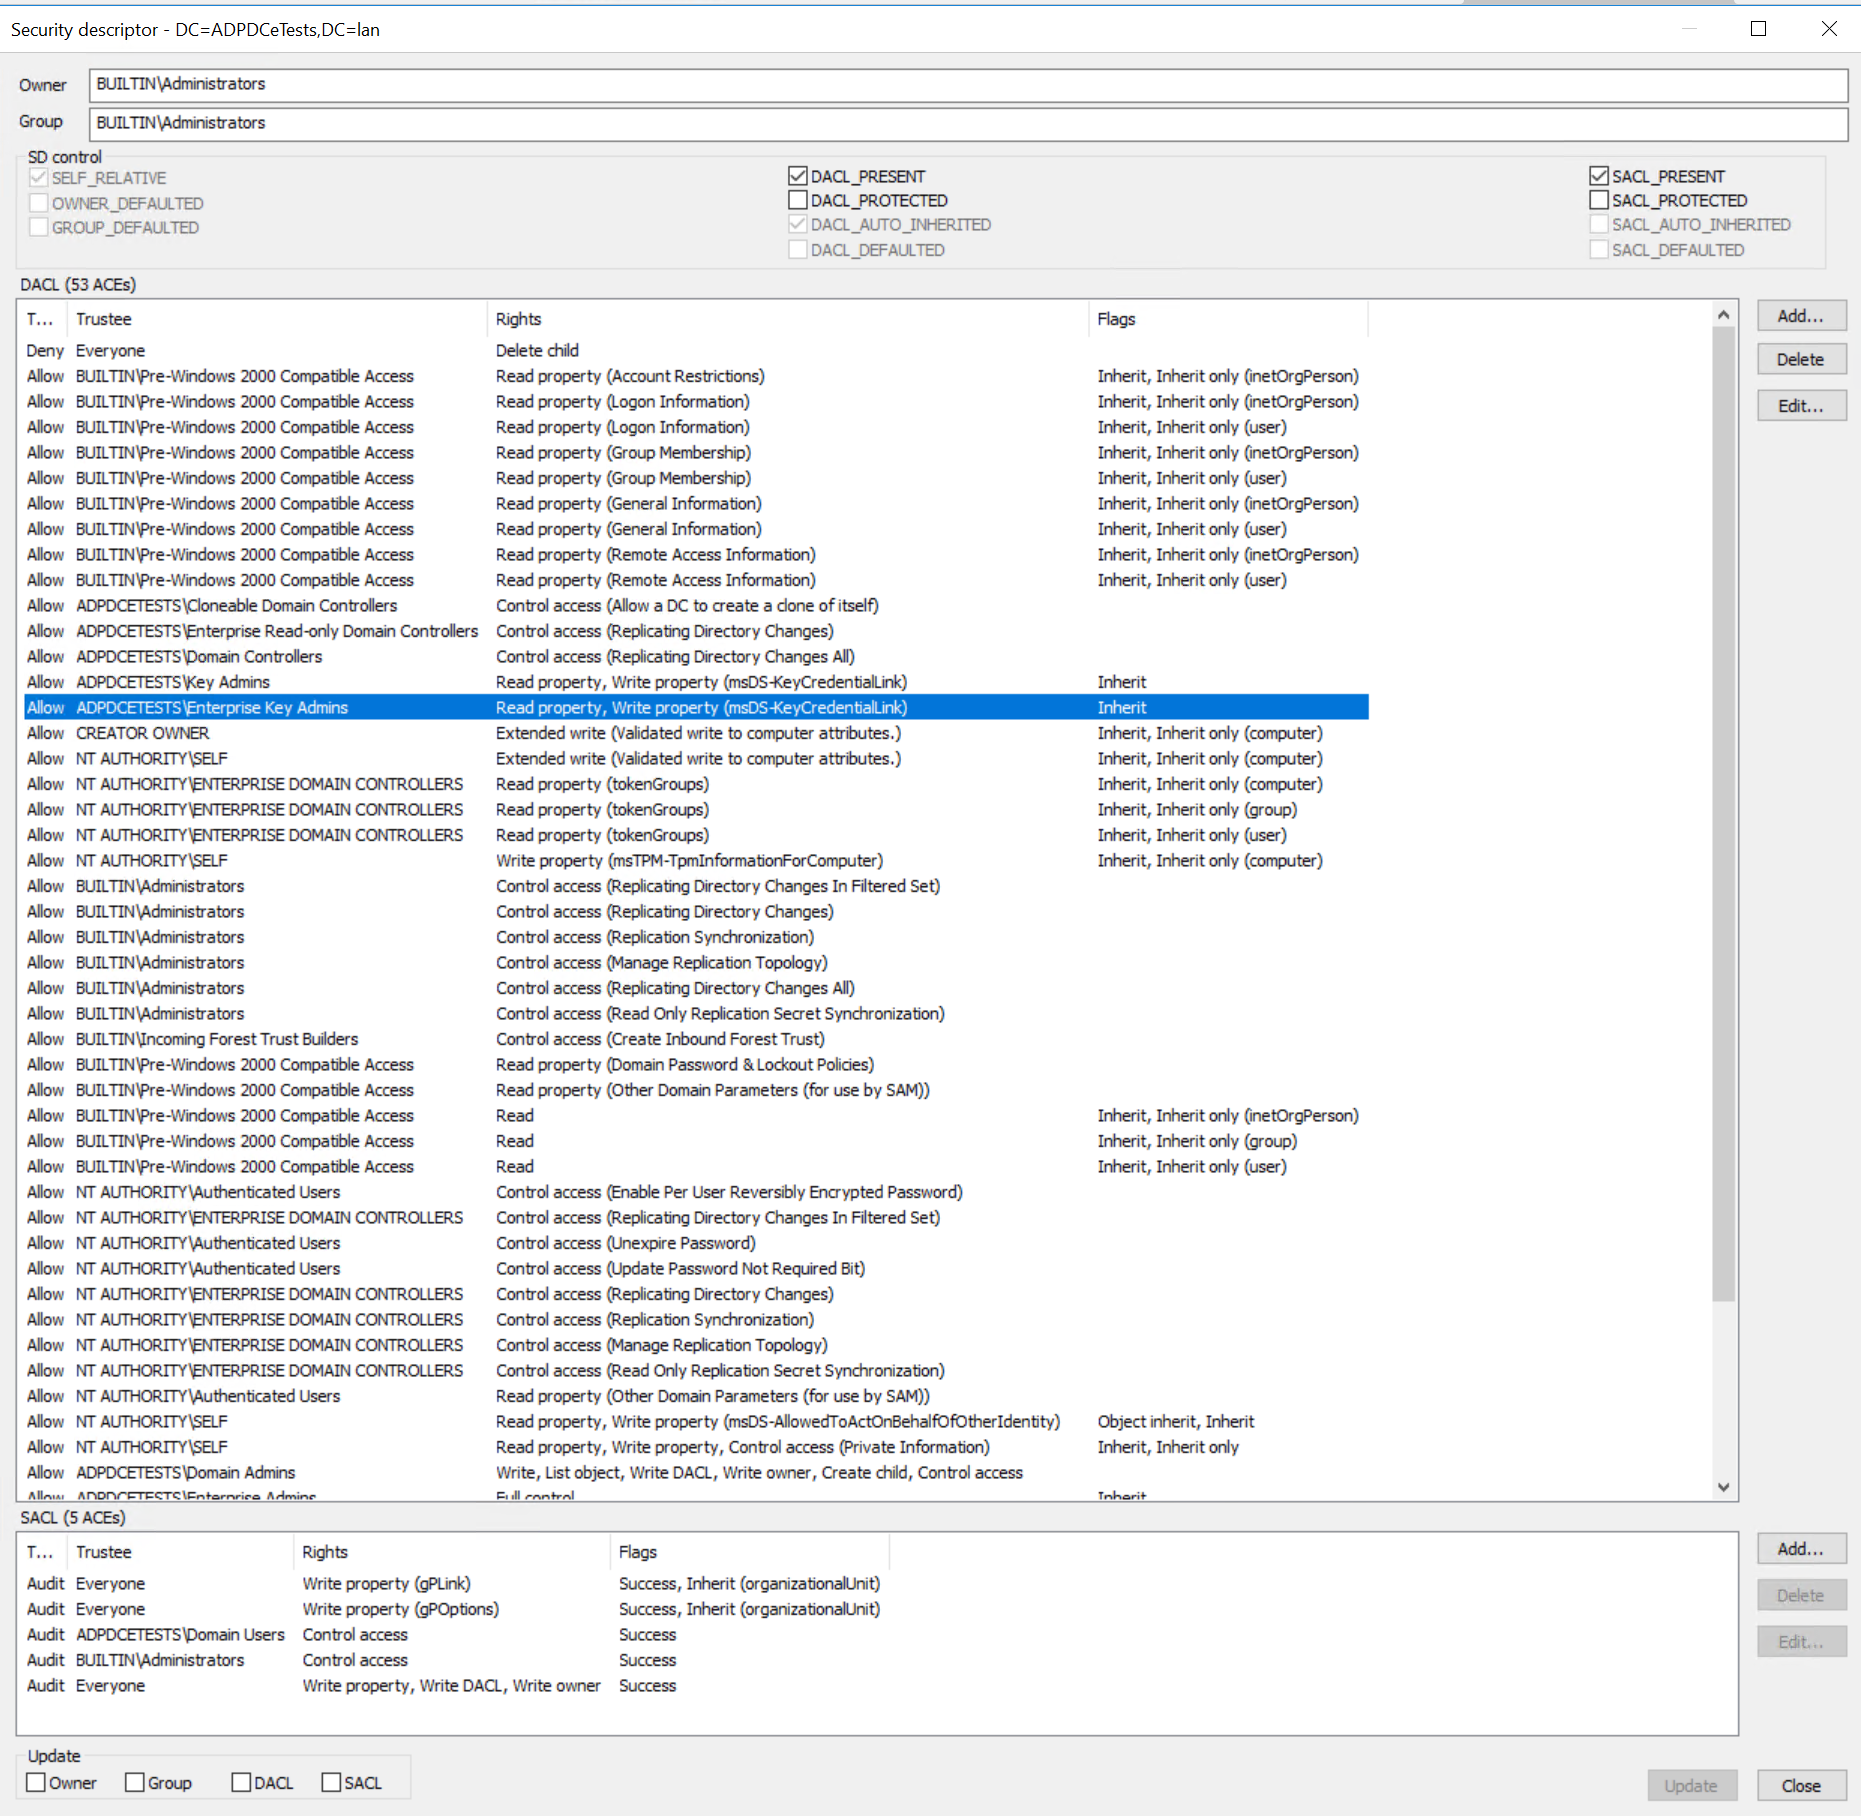 Security descriptor - DC=ADPDCeTests,DC=lan
Owner BUILTIN\Administrators
Group BUILTIN\Administrators
SD control
SELF_RELATIVE DACL_PRESENT SACL_PRESENT
OWNER_DEFAULTED DACL_PROTECTED SACL_PROTECTED
GROUP_DEFAULTED DACL_AUTO_INHERITED SACL_AUTO_INHERITED
DACL_DEFAULTED SACL_DEFAULTED
DACL (53 ACEs)
T... Trustee Rights Flags Add...
Deny Everyone Delete child Delete
Allow BUILTIN\Pre-Windows 2000 Compatible Access Read property (Account Restrictions) Inherit, Inherit only (inetOrgPerson)
Allow BUILTIN\Pre-Windows 2000 Compatible Access Read property (Logon Information) Inherit, Inherit only (inetOrgPerson) Edit...
Allow BUILTIN\Pre-Windows 2000 Compatible Access Read property (Logon Information) Inherit, Inherit only (user)
Allow BUILTIN\Pre-Windows 2000 Compatible Access Read property (Group Membership) Inherit, Inherit only (inetOrgPerson)
Allow BUILTIN\Pre-Windows 2000 Compatible Access Read property (Group Membership) Inherit, Inherit only (user)
Allow BUILTIN\Pre-Windows 2000 Compatible Access Read property (General Information) Inherit, Inherit only (inetOrgPerson)
Allow BUILTIN\Pre-Windows 2000 Compatible Access Read property (General Information) Inherit, Inherit only (user)
Allow BUILTIN\Pre-Windows 2000 Compatible Access Read property (Remote Access Information) Inherit, Inherit only (inetOrgPerson)
Allow BUILTIN\Pre-Windows 2000 Compatible Access Read property (Remote Access Information) Inherit, Inherit only (user)
Allow ADPDCETESTS\Cloneable Domain Controllers Control access (Allow a DC to create a clone of itself)
Allow ADPDCETESTS\Enterprise Read-only Domain Controllers Control access (Replicating Directory Changes)
Allow ADPDCETESTS\Domain Controllers Control access (Replicating Directory Changes All)
Allow ADPDCETESTS\Key Admins Read property, Write property (msDS-KeyCredentialLink) Inherit
Allow ADPDCETESTS\Enterprise Key Admins Read property, Write property (msDS-KeyCredentialLink) Inherit
Allow CREATOR OWNER Extended write (Validated write to computer attributes.) Inherit, Inherit only (computer)
Allow NT AUTHORITY\SELF Extended write (Validated write to computer attributes.) Inherit, Inherit only (computer)
Allow NT AUTHORITY\ENTERPRISE DOMAIN CONTROLLERS Read property (tokenGroups) Inherit, Inherit only (computer)
Allow NT AUTHORITY\ENTERPRISE DOMAIN CONTROLLERS Read property (tokenGroups) Inherit, Inherit only (group)
Allow NT AUTHORITY\ENTERPRISE DOMAIN CONTROLLERS Read property (tokenGroups) Inherit, Inherit only (user)
Allow NT AUTHORITY\SELF Write property (msTPM-TpmInformationForComputer) Inherit, Inherit only (computer)
Allow BUILTIN\Administrators Control access (Replicating Directory Changes In Filtered Set)
Allow BUILTIN\Administrators Control access (Replicating Directory Changes)
Allow BUILTIN\Administrators Control access (Replication Synchronization)
Allow BUILTIN\Administrators Control access (Manage Replication Topology)
Allow BUILTIN\Administrators Control access (Replicating Directory Changes All)
Allow BUILTIN\Administrators Control access (Read Only Replication Secret Synchronization)
Allow BUILTIN\Incoming Forest Trust Builders Control access (Create Inbound Forest Trust)
Allow BUILTIN\Pre-Windows 2000 Compatible Access Read property (Domain Password & Lockout Policies)
Allow BUILTIN\Pre-Windows 2000 Compatible Access Read property (Other Domain Parameters (for use by SAM))
Allow BUILTIN\Pre-Windows 2000 Compatible Access Read Inherit, Inherit only (inetOrgPerson)
Allow BUILTIN\Pre-Windows 2000 Compatible Access Read Inherit, Inherit only (group)
Allow BUILTIN\Pre-Windows 2000 Compatible Access Read Inherit, Inherit only (user)
Allow NT AUTHORITY\Authenticated Users Control access (Enable Per User Reversibly Encrypted Password)
Allow NT AUTHORITY\ENTERPRISE DOMAIN CONTROLLERS Control access (Replicating Directory Changes In Filtered Set)
Allow NT AUTHORITY\Authenticated Users Control access (Unexpire Password)
Allow NT AUTHORITY\Authenticated Users Control access (Update Password Not Required Bit)
Allow NT AUTHORITY\ENTERPRISE DOMAIN CONTROLLERS Control access (Replicating Directory Changes)
Allow NT AUTHORITY\ENTERPRISE DOMAIN CONTROLLERS Control access (Replication Synchronization)
Allow NT AUTHORITY\ENTERPRISE DOMAIN CONTROLLERS Control access (Manage Replication Topology)
Allow NT AUTHORITY\ENTERPRISE DOMAIN CONTROLLERS Control access (Read Only Replication Secret Synchronization)
Allow NT AUTHORITY\Authenticated Users Read property (Other Domain Parameters (for use by SAM))
Allow NT AUTHORITY\SELF Read property, Write property (msDS-AllowedToActOnBehalfOfOtherIdentity) Object inherit, Inherit
Allow NT AUTHORITY\SELF Read property, Write property, Control access (Private Information) Inherit, Inherit only
Allow ADPDCETESTS\Domain Admins Write, List object, Write DACL, Write owner, Create child, Control access
Allow ADPDCETESTS\Enterprise Admins Full control Inherit
SACL (5 ACEs)
T... Trustee Rights Flags Add...
Audit Everyone Write property (gPLink) Success, Inherit (organizationalUnit)
Audit Everyone Write property (gPOptions) Success, Inherit (organizationalUnit) Delete
Audit ADPDCETESTS\Domain Users Control access Success Edit...
Audit BUILTIN\Administrators Control access Success
Audit Everyone Write property, Write DACL, Write owner Success
Update
Owner Group DACL SACL Update Close